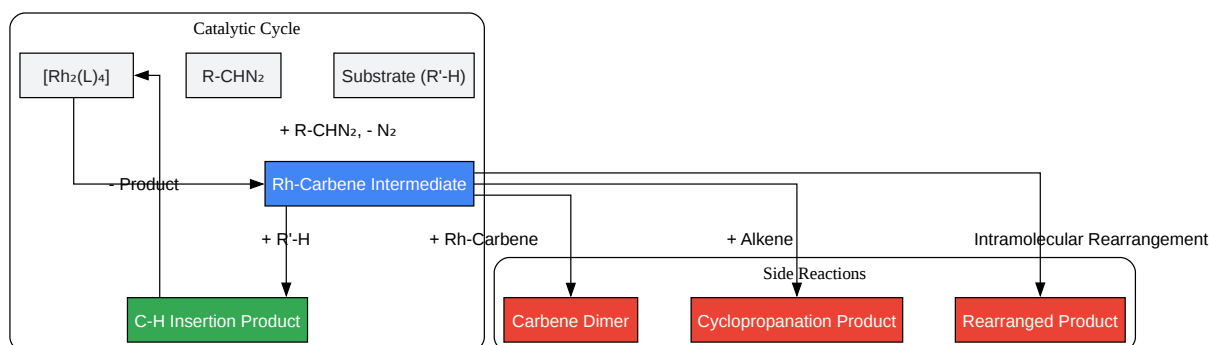 Catalytic Cycle
[Rh₂(L)₄]
R-CHN₂
Substrate (R'-H)
+ R-CHN₂, - N₂
- Product
Rh-Carbene Intermediate
+ R'-H
+ Rh-Carbene
+ Alkene
Intramolecular Rearrangement
Side Reactions
C-H Insertion Product
Carbene Dimer
Cyclopropanation Product
Rearranged Product